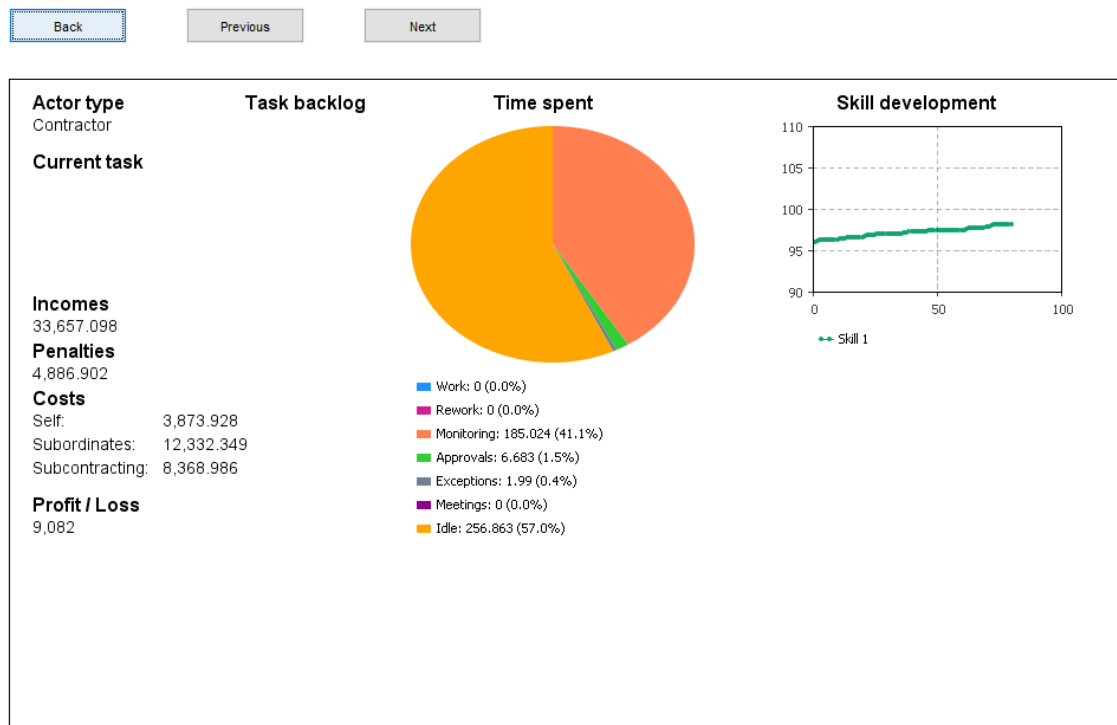 Back
Previous
Next
Actor type
Contractor
Current task
Incomes
33,657.098
Penalties
4,886.902
Costs
Self: 3,873.928
Subordinates: 12,332.349
Subcontracting: 8,368.986
Profit / Loss
9,082
Task backlog
Time spent
Work: 0 (0.0%)
Rework: 0 (0.0%)
Monitoring: 185.024 (41.1%)
Approvals: 6.683 (1.5%)
Exceptions: 1.99 (0.4%)
Meetings: 0 (0.0%)
Idle: 256.863 (57.0%)
Skill development
110
105
100
95
90
0 50 100
Skill 1